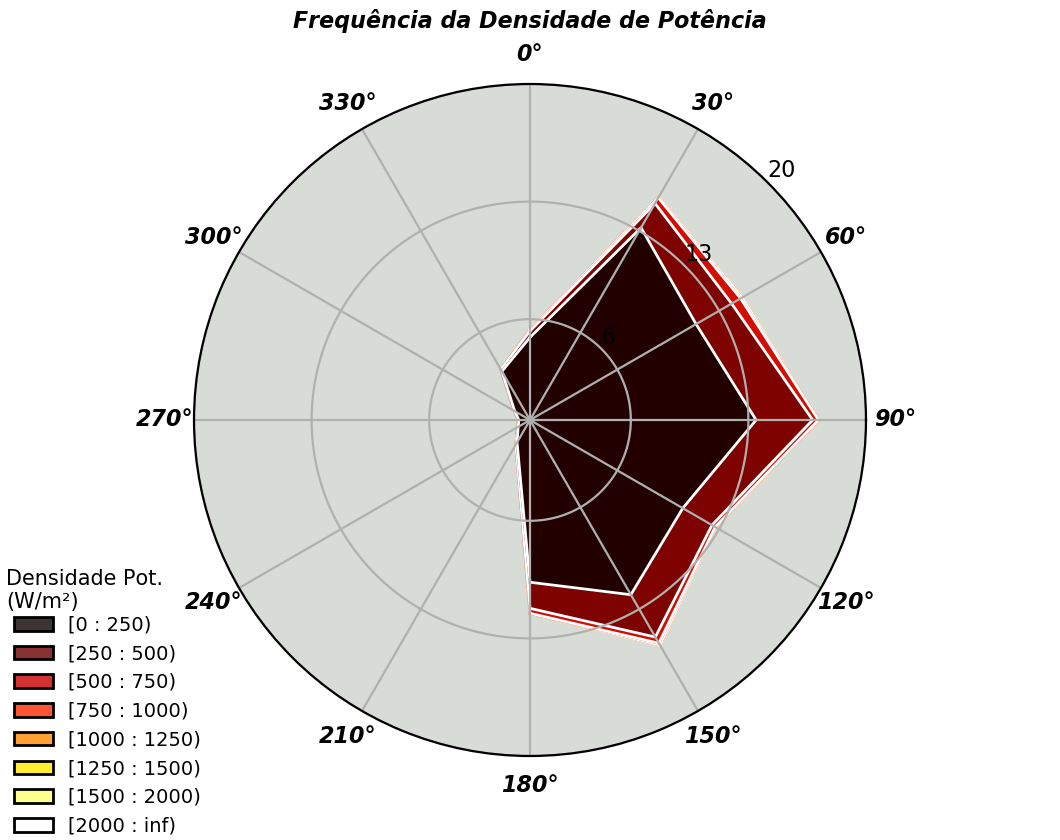 Frequência da Densidade de Potência
0°
330°
30°
20
300°
60°
13
6
270°
90°
240°
120°
210°
150°
180°
Densidade Pot.
(W/m²)
[0 : 250)
[250 : 500)
[500 : 750)
[750 : 1000)
[1000 : 1250)
[1250 : 1500)
[1500 : 2000)
[2000 : inf)